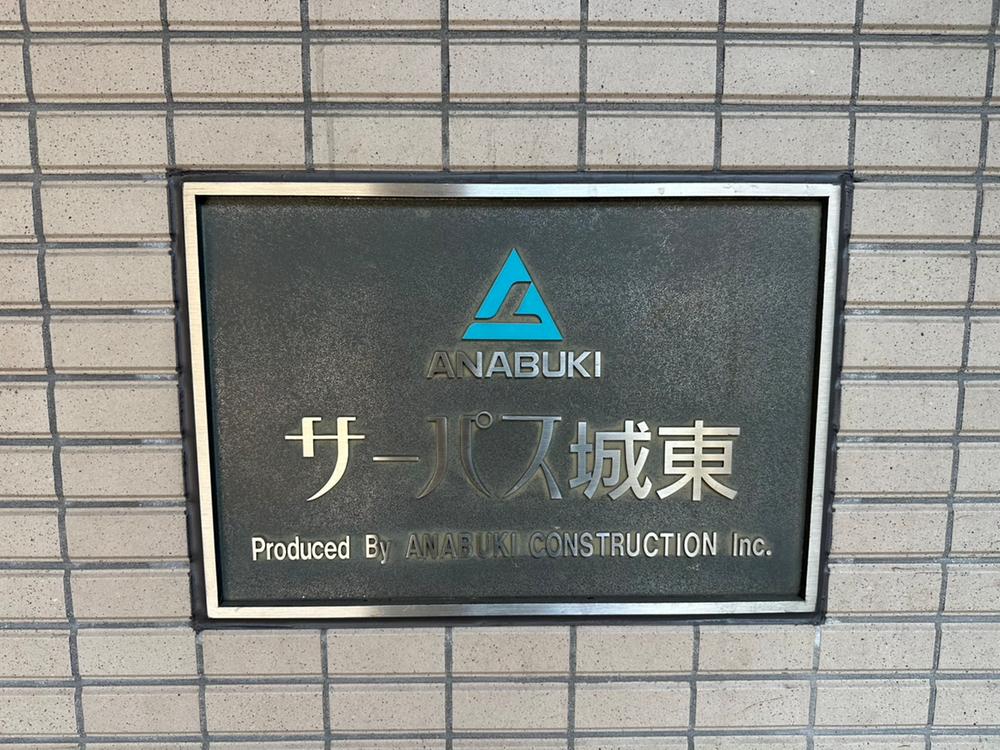 ANABUKI
サーパス城東
Produced By ANABUKI CONSTRUCTION Inc.